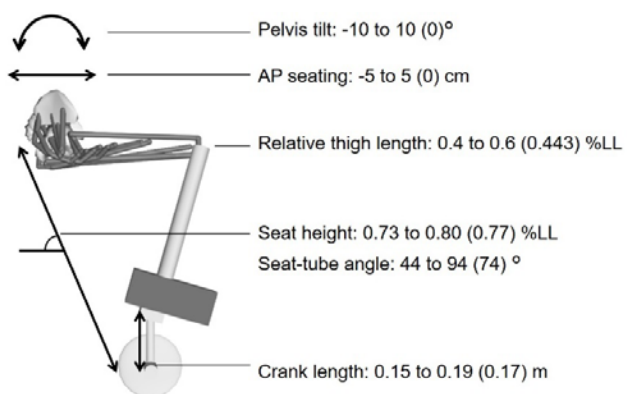 Pelvis tilt: -10 to 10 (0)º
AP seating: -5 to 5 (0) cm
Relative thigh length: 0.4 to 0.6 (0.443) %LL
Seat height: 0.73 to 0.80 (0.77) %LL
Seat-tube angle: 44 to 94 (74) º
Crank length: 0.15 to 0.19 (0.17) m